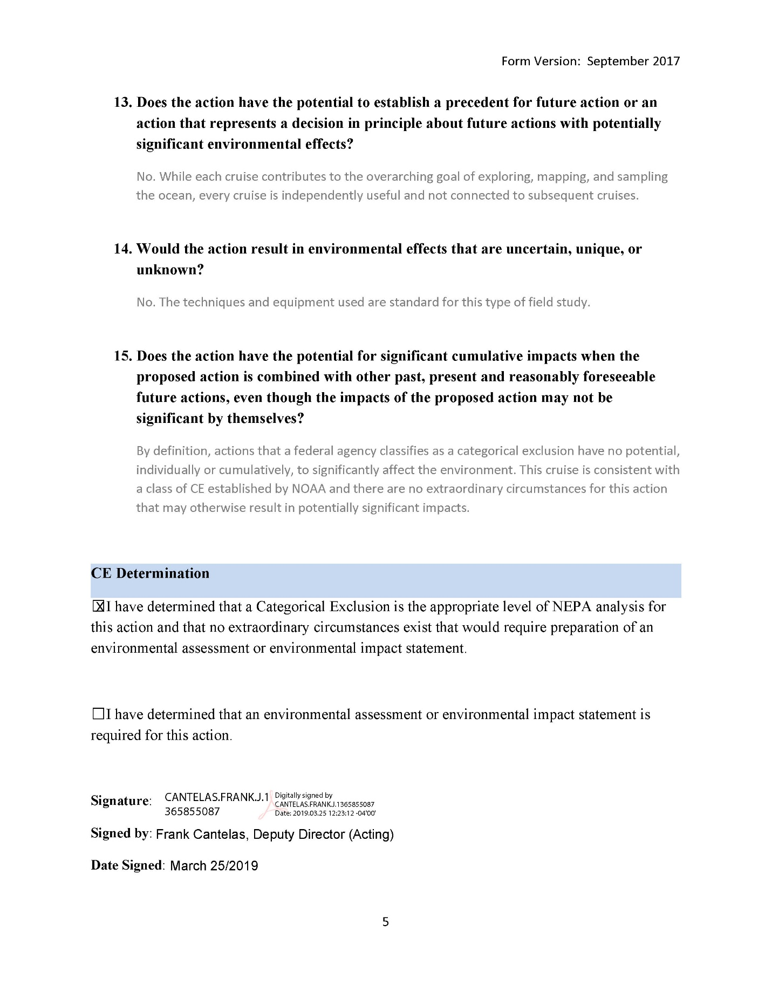 Form Version:  September 2017
13. Does the action have the potential to establish a precedent for future action or an
action that represents a decision in principle about future actions with potentially
significant environmental effects?
No. While each cruise contributes to the overarching goal of exploring, mapping, and sampling
the ocean, every cruise is independently useful and not connected to subsequent cruises.
14. Would the action result in environmental effects that are uncertain, unique, or
unknown?
No. The techniques and equipment used are standard for this type of field study.
15. Does the action have the potential for significant cumulative impacts when the
proposed action is combined with other past, present and reasonably foreseeable
future actions, even though the impacts of the proposed action may not be
significant by themselves?
By definition, actions that a federal agency classifies as a categorical exclusion have no potential,
individually or cumulatively, to significantly affect the environment. This cruise is consistent with
a class of CE established by NOAA and there are no extraordinary circumstances for this action
that may otherwise result in potentially significant impacts.
CE Determination
☒I have determined that a Categorical Exclusion is the appropriate level of NEPA analysis for
this action and that no extraordinary circumstances exist that would require preparation of an
environmental assessment or environmental impact statement.
☐I have determined that an environmental assessment or environmental impact statement is
required for this action.
Signature: CANTELAS.FRANK.J.1
365855087
Digitally signed by
CANTELAS.FRANK.J.1365855087
Date: 2019.03.25 12:23:12 -04'00'
Signed by: Frank Cantelas, Deputy Director (Acting)
Date Signed: March 25/2019
5